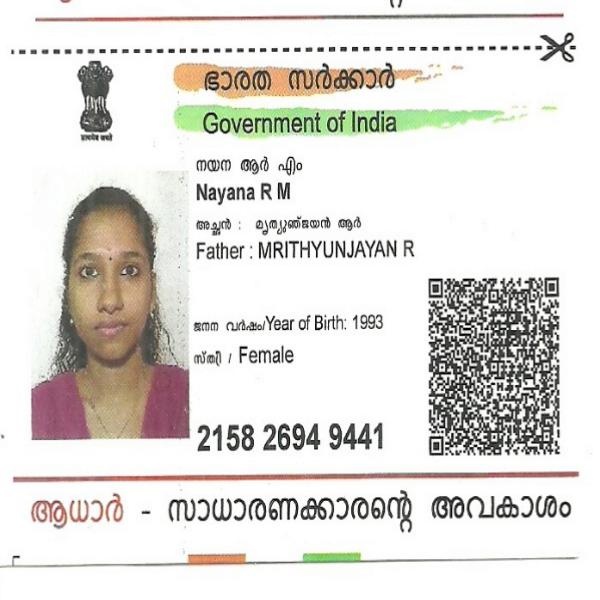 ഭാരത സർക്കാർ
Government of India
നയന ആർ എം
Nayana R M
അച്ഛൻ : മൃത്യുഞ്ജയൻ ആർ
Father : MRITHYUNJAYAN R
ജനന വർഷം/Year of Birth: 1993
സ്ത്രീ / Female
2158 2694 9441
ആധാർ - സാധാരണക്കാരന്റെ അവകാശം